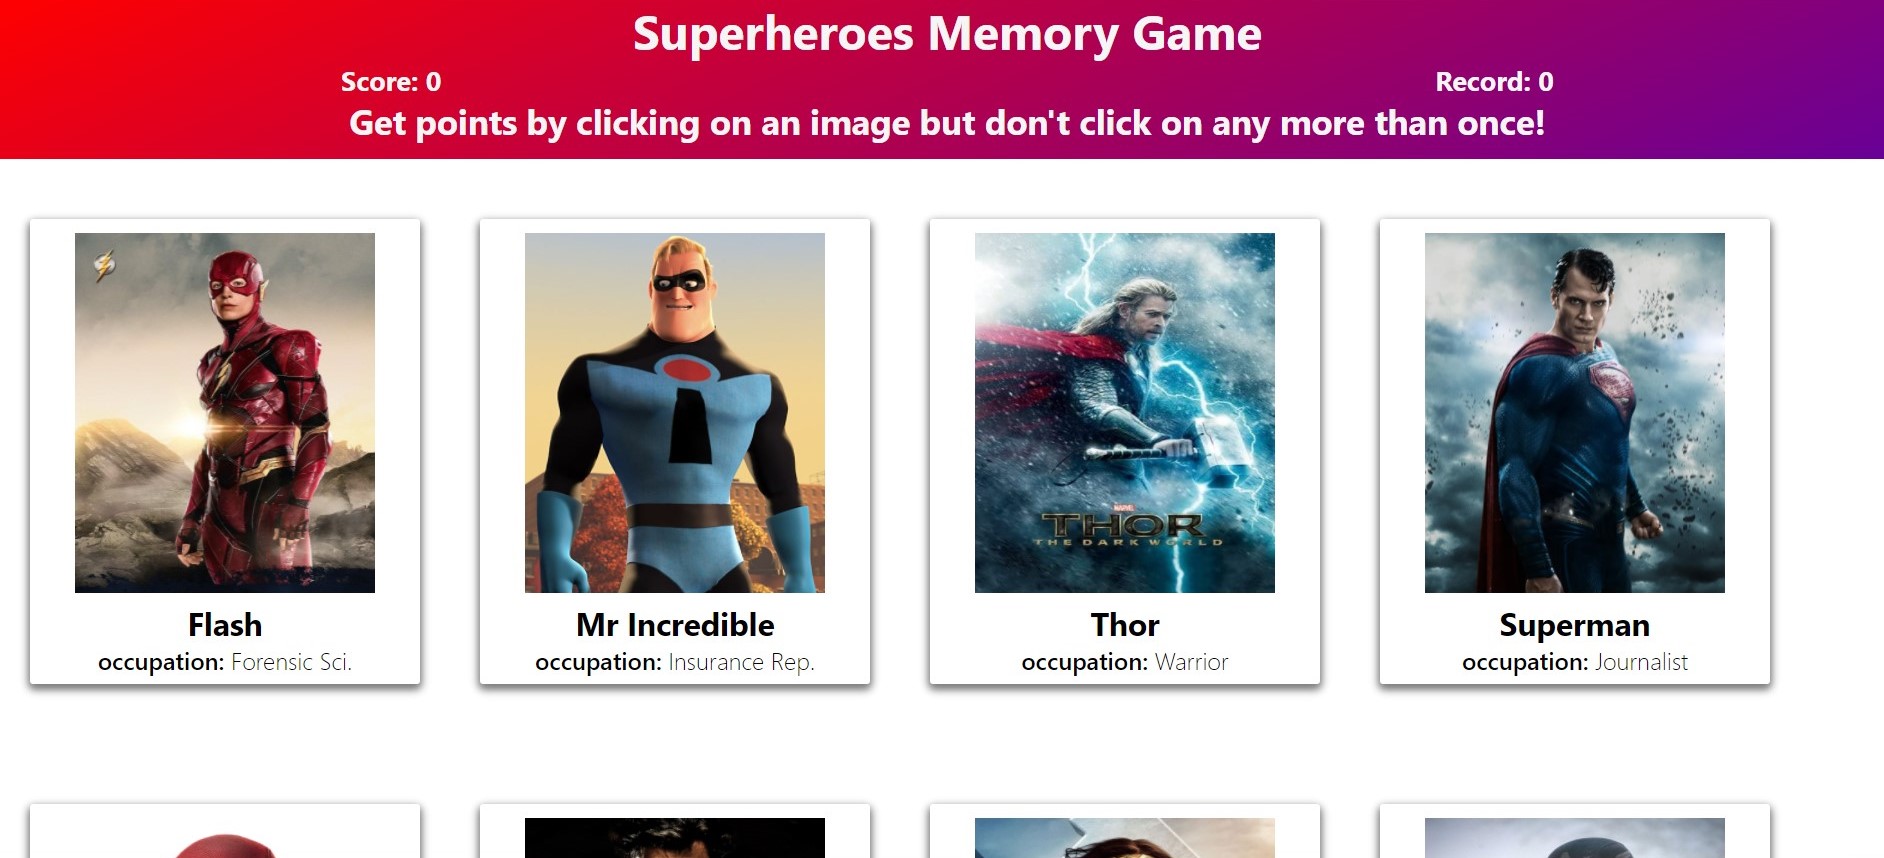 Superheroes Memory Game
Score: 0
Record: 0
Get points by clicking on an image but don't click on any more than once!
MARVEL
THOR
THE DARK WORLD
Flash
occupation: Forensic Sci.
Mr Incredible
occupation: Insurance Rep.
Thor
occupation: Warrior
Superman
occupation: Journalist